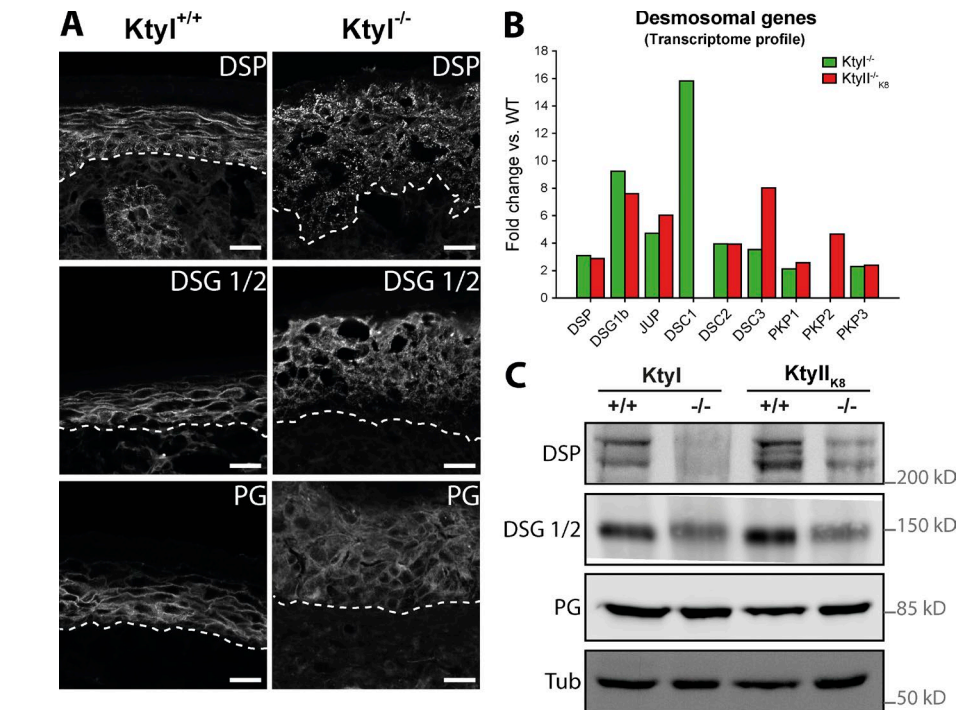 A
KtyI+/+ KtyI-/-
DSP DSP
DSG 1/2 DSG 1/2
PG PG
B
Desmosomal genes
(Transcriptome profile)
KtyI-/-
KtyII-/-K8
Fold change vs. WT
18
16
14
12
10
8
6
4
2
0
DSP DSG1b JUP DSC1 DSC2 DSC3 PKP1 PKP2 PKP3
C
KtyI KtyIIK8
+/+ -/- +/+ -/-
DSP
200 kD
DSG 1/2 150 kD
PG 85 kD
Tub
50 kD